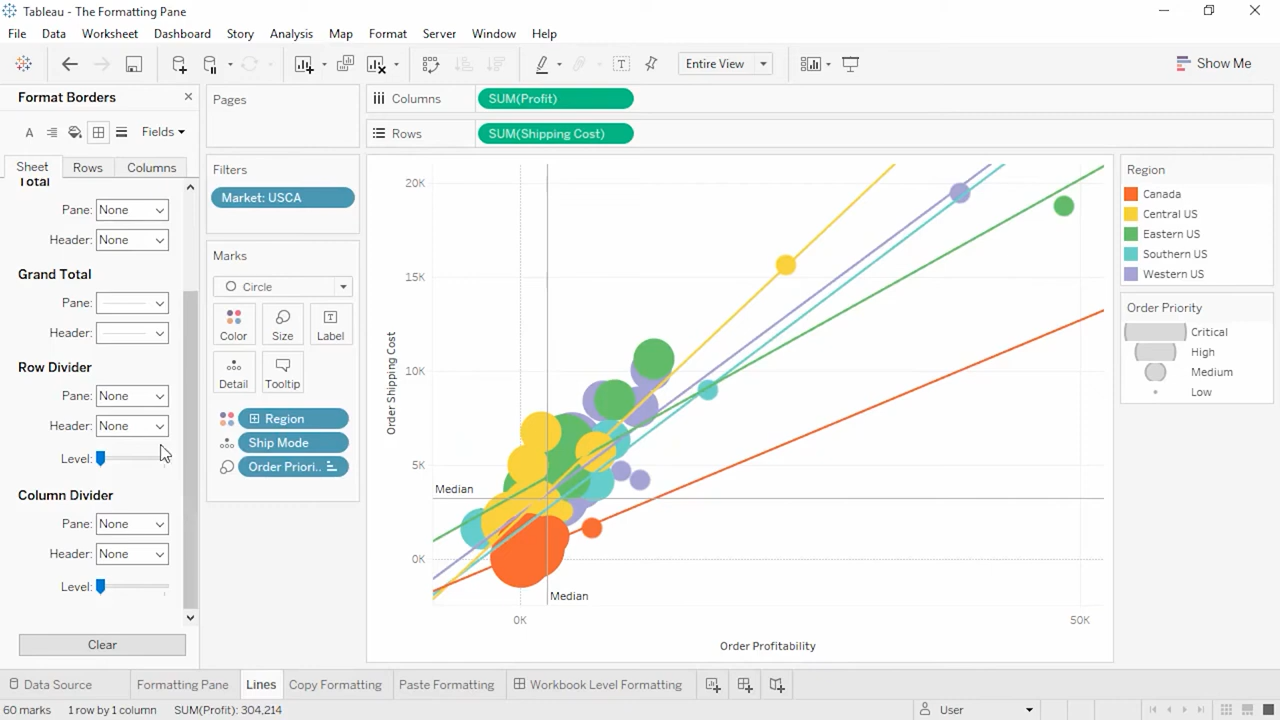 Tableau - The Formatting Pane
File Data Worksheet Dashboard Story Analysis Map Format Server Window Help
Entire View
Show Me
Format Borders
A Fields
Sheet Rows Columns
Total
Pane: None
Header: None
Grand Total
Pane:
Header:
Row Divider
Pane: None
Header: None
Level:
Column Divider
Pane: None
Header: None
Level:
Clear
Pages
Filters
Market: USCA
Marks
Circle
Color Size Label
Detail Tooltip
Region
Ship Mode
Order Priori..
Columns SUM(Profit)
Rows SUM(Shipping Cost)
20K
15K
10K
5K
0K
Order Shipping Cost
Median
Median
0K 50K
Order Profitability
Region
Canada
Central US
Eastern US
Southern US
Western US
Order Priority
Critical
High
Medium
Low
Data Source Formatting Pane Lines Copy Formatting Paste Formatting Workbook Level Formatting
60 marks 1 row by 1 column SUM(Profit): 304,214 User